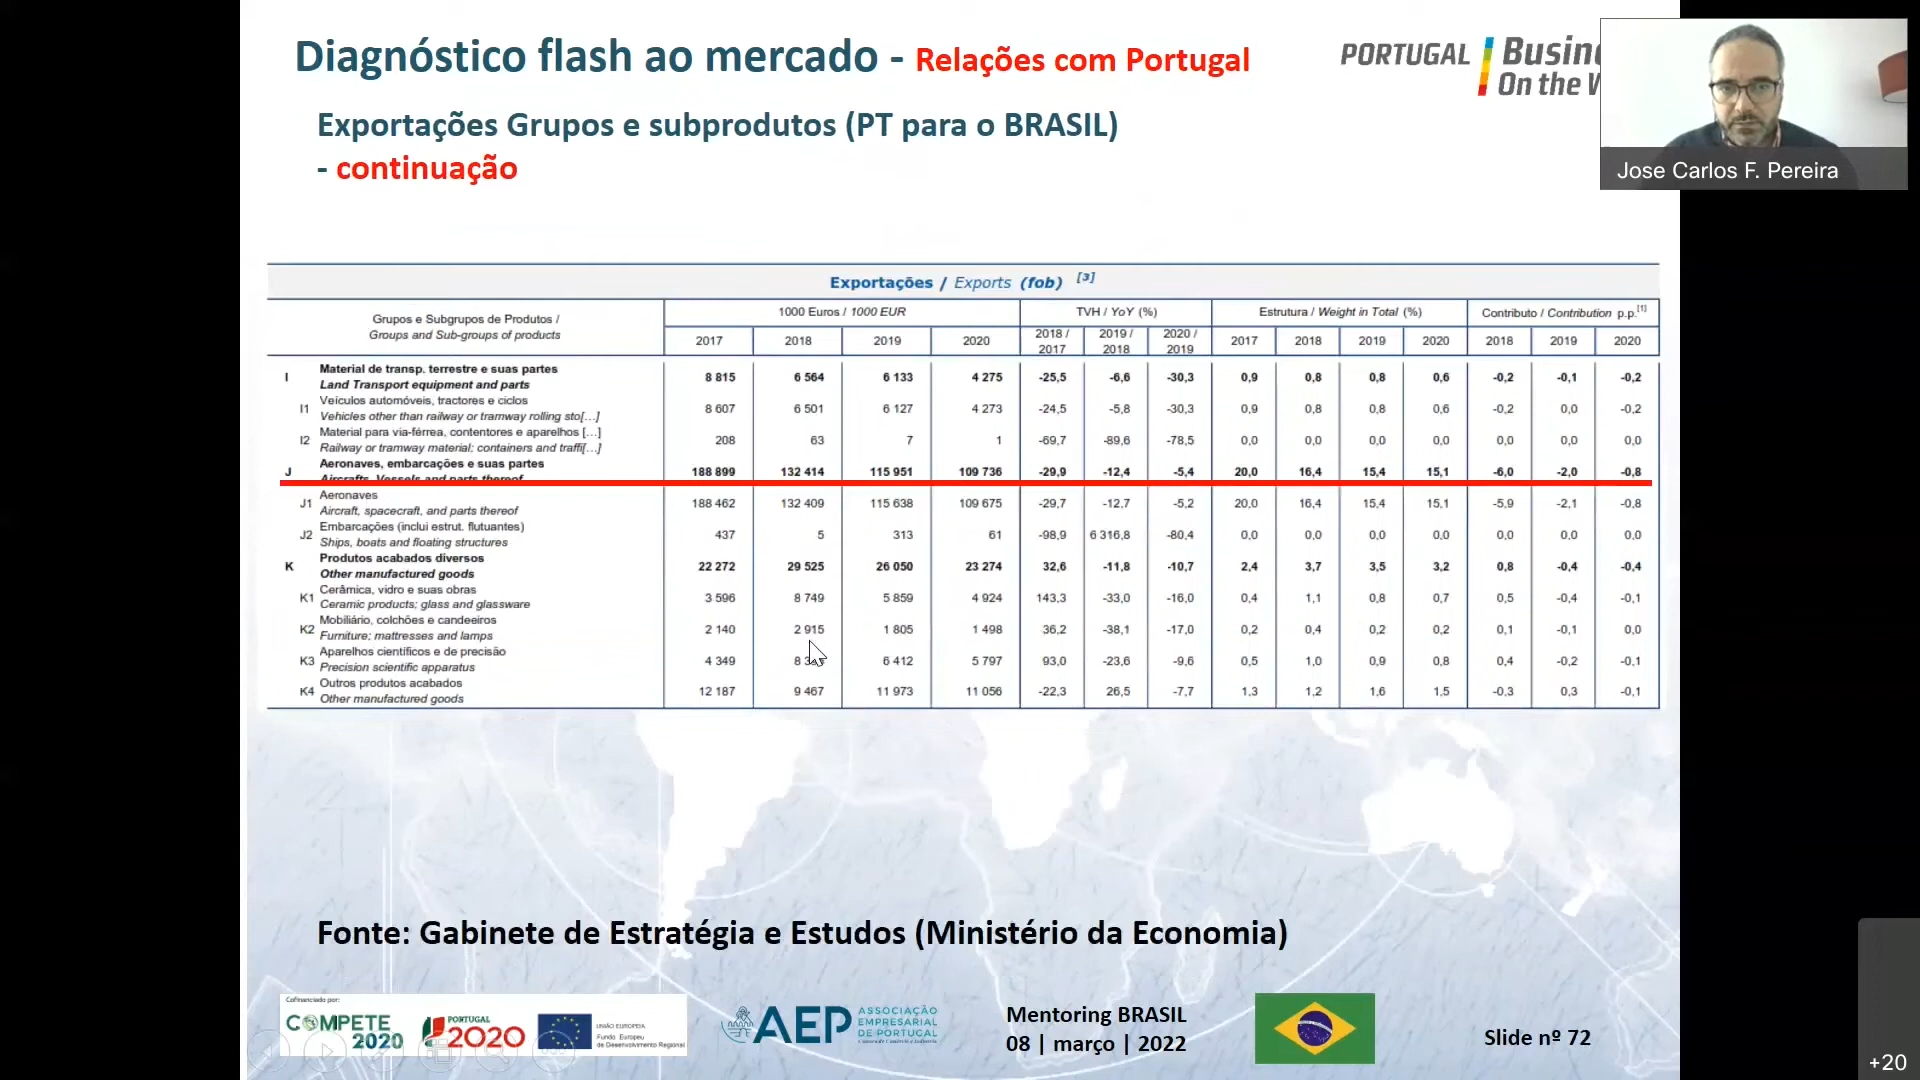 Diagnóstico flash ao mercado - Relações com Portugal
PORTUGAL Busin
On the
Exportações Grupos e subprodutos (PT para o BRASIL)
- continuação
Jose Carlos F. Pereira
Exportações / Exports (fob) [3]
Grupos e Subgrupos de Produtos / Groups and Sub-groups of products | 1000 Euros / 1000 EUR | TVH / YoY (%) | Estrutura / Weight in Total (%) | Contributo / Contribution p.p.[1]
2017 2018 2019 2020 2018 / 2017 2019 / 2018 2020 / 2019 2017 2018 2019 2020 2018 2019 2020
I Material de transp. terrestre e suas partes 8 815 6 564 6 133 4 275 -25,5 -6,6 -30,3 0,9 0,8 0,8 0,6 -0,2 -0,1 -0,2
Land Transport equipment and parts
I1 Veículos automóveis, tractores e ciclos 8 607 6 501 6 127 4 273 -24,5 -5,8 -30,3 0,9 0,8 0,8 0,6 -0,2 0,0 -0,2
Vehicles other than railway or tramway rolling sto[...]
I2 Material para via-férrea, contentores e aparelhos [...] 208 63 7 1 -69,7 -89,6 -78,5 0,0 0,0 0,0 0,0 0,0 0,0 0,0
Railway or tramway material; containers and traffi[...]
J Aeronaves, embarcações e suas partes 188 899 132 414 115 951 109 736 -29,9 -12,4 -5,4 20,0 16,4 15,4 15,1 -6,0 -2,0 -0,8
Aircrafts, Vessels and parts thereof
J1 Aeronaves 188 462 132 409 115 638 109 675 -29,7 -12,7 -5,2 20,0 16,4 15,4 15,1 -5,9 -2,1 -0,8
Aircraft, spacecraft, and parts thereof
J2 Embarcações (inclui estrut. flutuantes) 437 5 313 61 -98,9 6 316,8 -80,4 0,0 0,0 0,0 0,0 0,0 0,0 0,0
Ships, boats and floating structures
K Produtos acabados diversos 22 272 29 525 26 050 23 274 32,6 -11,8 -10,7 2,4 3,7 3,5 3,2 0,8 -0,4 -0,4
Other manufactured goods
K1 Cerâmica, vidro e suas obras 3 596 8 749 5 859 4 924 143,3 -33,0 -16,0 0,4 1,1 0,8 0,7 0,5 -0,4 -0,1
Ceramic products; glass and glassware
K2 Mobiliário, colchões e candeeiros 2 140 2 915 1 805 1 498 36,2 -38,1 -17,0 0,2 0,4 0,2 0,2 0,1 -0,1 0,0
Furniture; mattresses and lamps
K3 Aparelhos científicos e de precisão 4 349 6 412 5 797 93,0 -23,6 -9,6 0,5 1,0 0,9 0,8 0,4 -0,2 -0,1
Precision scientific apparatus
K4 Outros produtos acabados 12 187 9 467 11 973 11 056 -22,3 26,5 -7,7 1,3 1,2 1,6 1,5 -0,3 0,3 -0,1
Other manufactured goods
Fonte: Gabinete de Estratégia e Estudos (Ministério da Economia)
Cofinanciado por:
COMPETE 2020
PORTUGAL 2020
UNIÃO EUROPEIA
Fundo Europeu
de Desenvolvimento Regional
AEP ASSOCIAÇÃO EMPRESARIAL DE PORTUGAL
Mentoring BRASIL
08 | março | 2022
Slide nº 72
+20